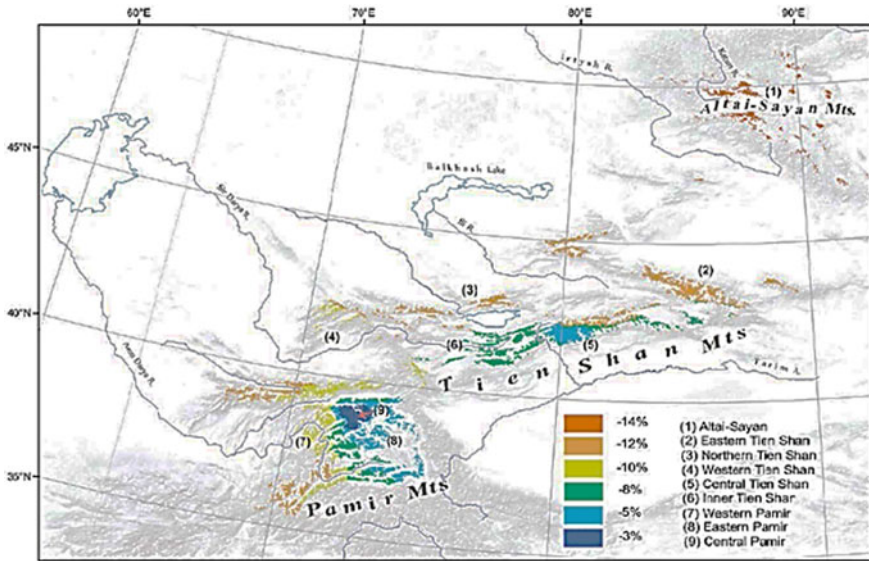 60°E 70°E 80°E 90°E
Irtysh R.
Katun R.
(1)
Altai-Sayan Mts.
45°N
Balkhash Lake
Syr Darya R.
Ili R.
(2)
(3)
40°N
(4)
(6)
(5)
Amu Darya R.
Tien Shan Mts
Tarim R.
(9)
(7)
(8)
35°N
Pamir Mts
-14% (1) Altai-Sayan
-12% (2) Eastern Tien Shan
(3) Northern Tien Shan
-10% (4) Western Tien Shan
-8% (5) Central Tien Shan
(6) Inner Tien Shan
-5% (7) Western Pamir
(8) Eastern Pamir
-3% (9) Central Pamir